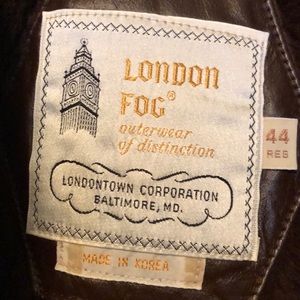 LONDON
FOG®
outerwear
of distinction
44
REG
LONDONTOWN CORPORATION
BALTIMORE, MD.
MADE IN KOREA